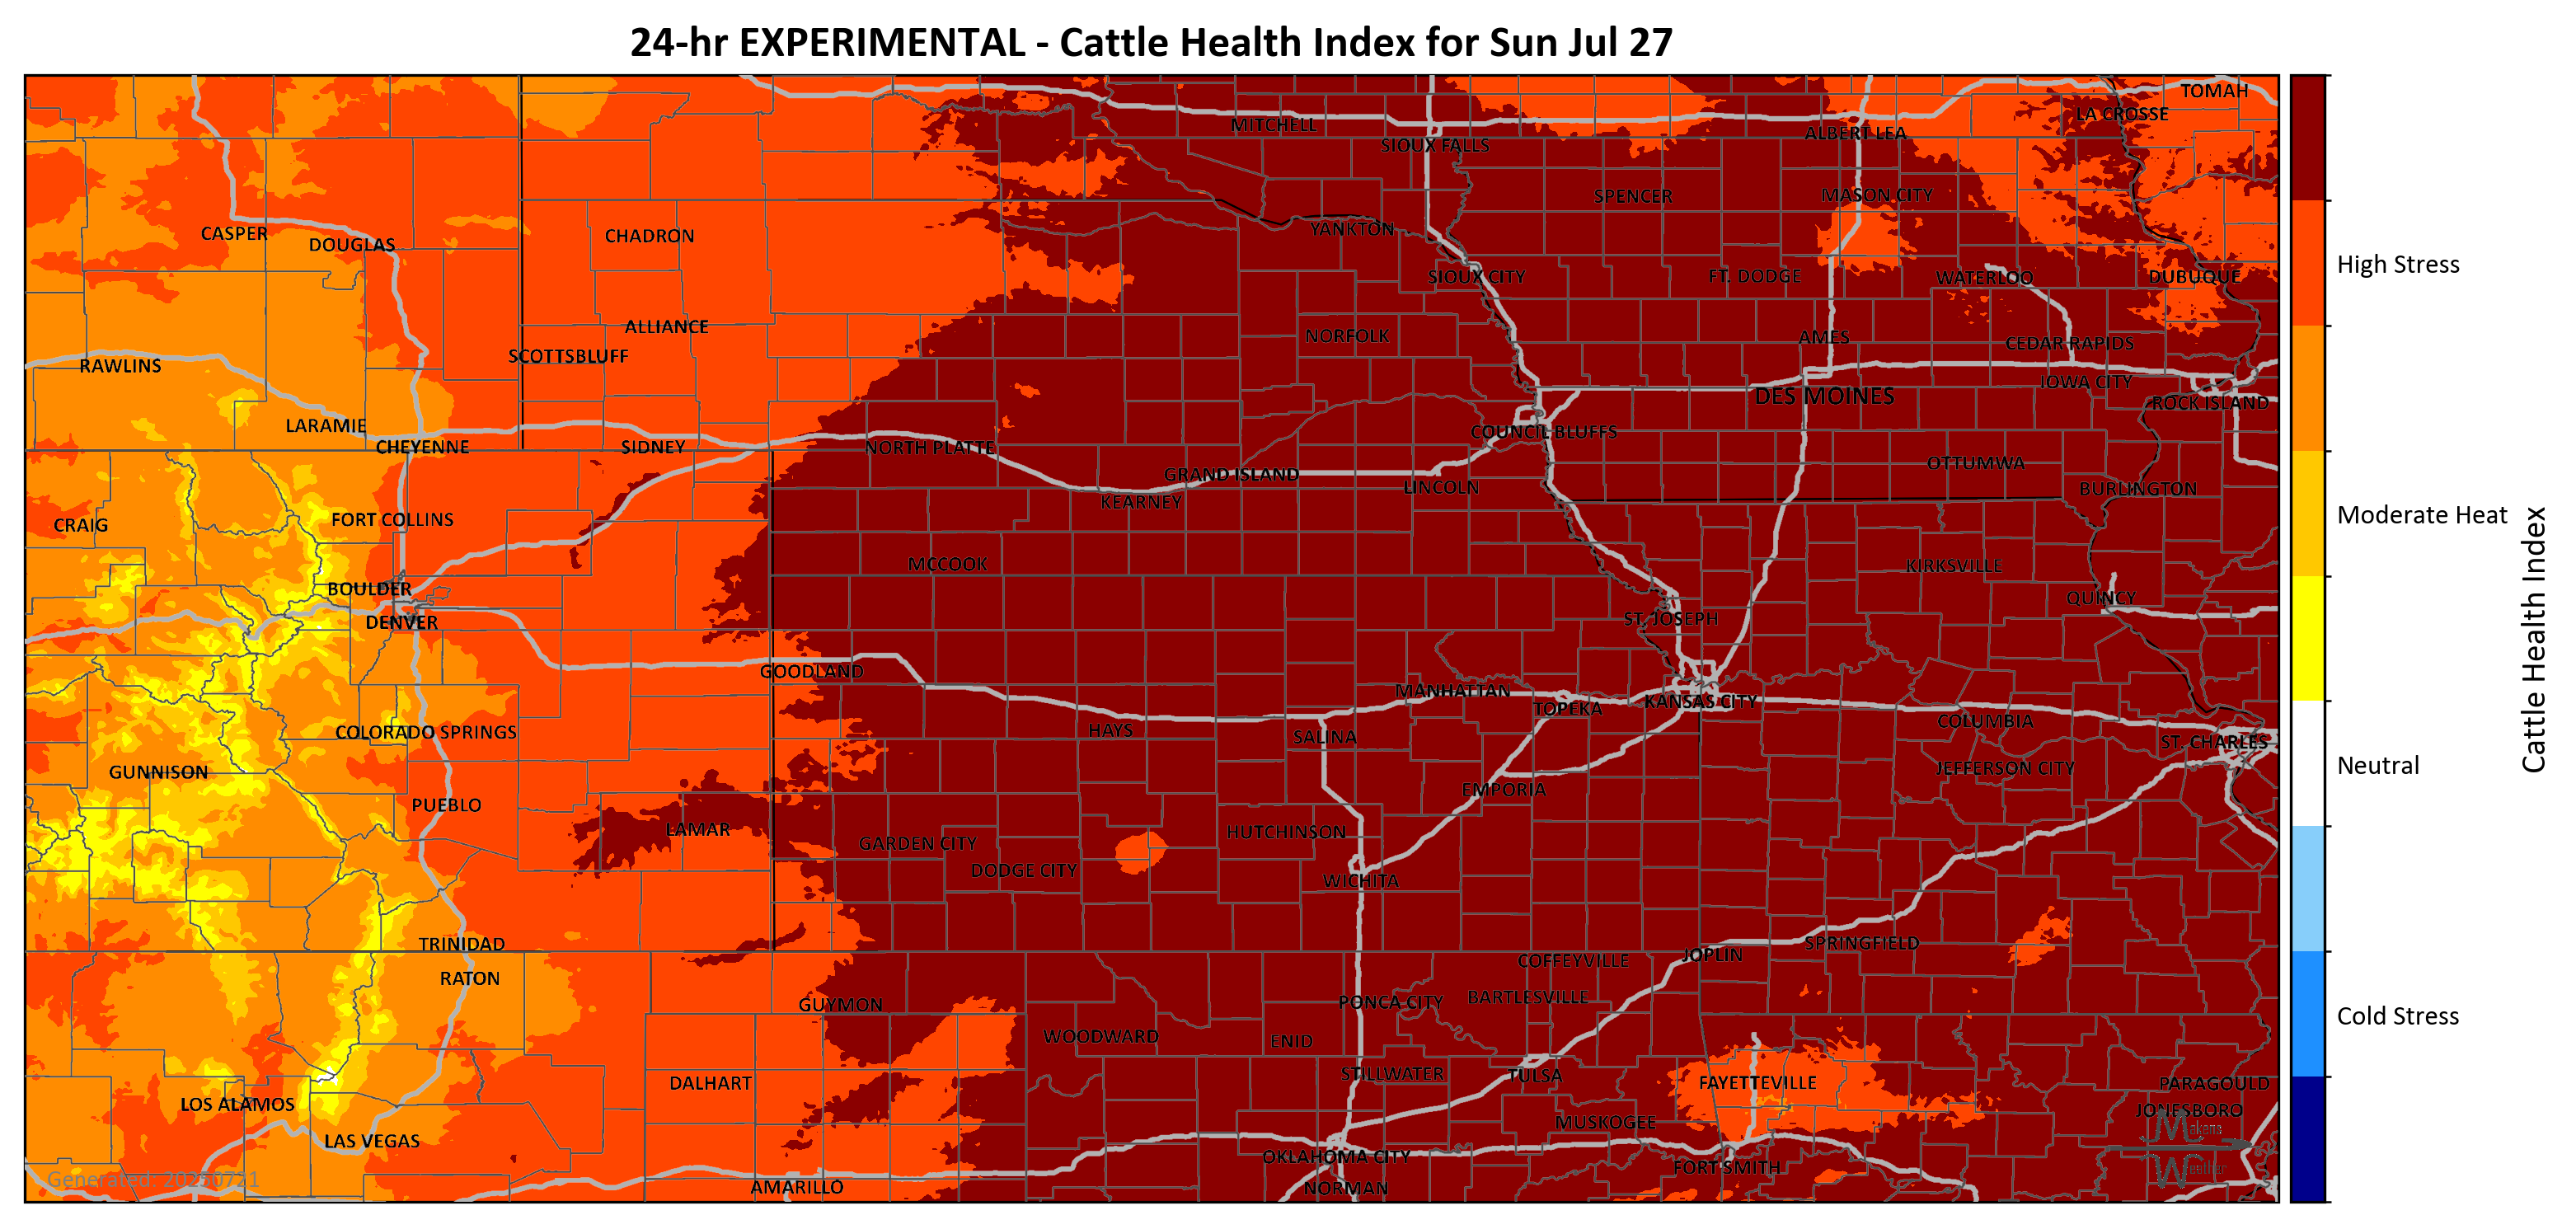 24-hr EXPERIMENTAL - Cattle Health Index for Sun Jul 27
TOMAH
LA CROSSE
MITCHELL
ALBERT LEA
SIOUX FALLS
SPENCER
MASON CITY
YANKTON
CASPER
CHADRON
DOUGLAS
High Stress
SIOUX CITY
FT. DODGE
WATERLOO
DUBUQUE
ALLIANCE
NORFOLK
AMES
CEDAR RAPIDS
SCOTTSBLUFF
RAWLINS
IOWA CITY
DES MOINES
ROCK ISLAND
LARAMIE
COUNCIL BLUFFS
CHEYENNE
SIDNEY
NORTH PLATTE
OTTUMWA
GRAND ISLAND
LINCOLN
BURLINGTON
KEARNEY
Moderate Heat
CRAIG
FORT COLLINS
MCCOOK
KIRKSVILLE
BOULDER
QUINCY
DENVER
ST. JOSEPH
Cattle Health Index
GOODLAND
MANHATTAN
TOPEKA
KANSAS CITY
COLUMBIA
COLORADO SPRINGS
HAYS
SALINA
ST. CHARLES
GUNNISON
JEFFERSON CITY
Neutral
EMPORIA
PUEBLO
LAMAR
HUTCHINSON
GARDEN CITY
DODGE CITY
WICHITA
TRINIDAD
SPRINGFIELD
JOPLIN
COFFEYVILLE
RATON
BARTLESVILLE
GUYMON
PONCA CITY
Cold Stress
WOODWARD
ENID
STILLWATER
TULSA
DALHART
FAYETTEVILLE
PARAGOULD
LOS ALAMOS
JONESBORO
MUSKOGEE
Makens
LAS VEGAS
OKLAHOMA CITY
FORT SMITH
Weather
Generated: 20250721
AMARILLO
NORMAN